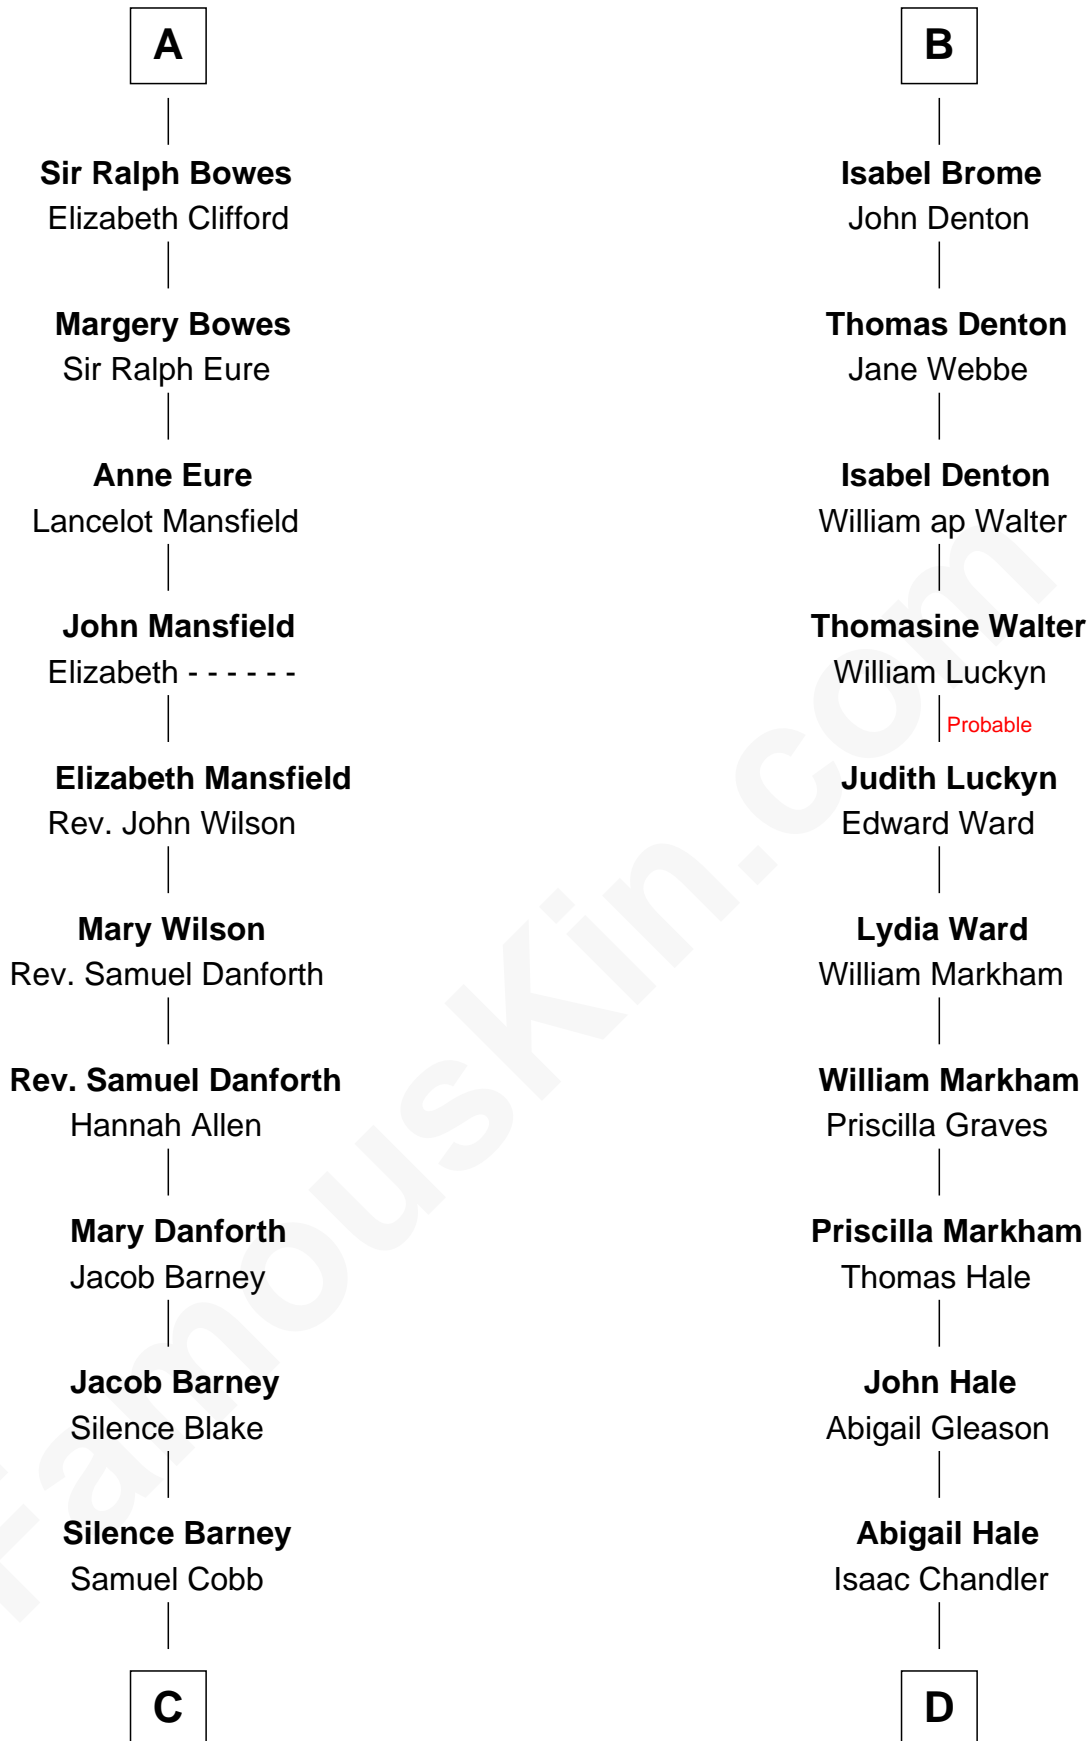 A
Sir Ralph Bowes
Elizabeth Clifford
Margery Bowes
Sir Ralph Eure
Anne Eure
Lancelot Mansfield
John Mansfield
Elizabeth - - - - - -
Elizabeth Mansfield
Rev. John Wilson
Mary Wilson
Rev. Samuel Danforth
Rev. Samuel Danforth
Hannah Allen
Mary Danforth
Jacob Barney
Jacob Barney
Silence Blake
Silence Barney
Samuel Cobb
C
B
Isabel Brome
John Denton
Thomas Denton
Jane Webbe
Isabel Denton
William ap Walter
Thomasine Walter
William Luckyn
Probable
Judith Luckyn
Edward Ward
Lydia Ward
William Markham
William Markham
Priscilla Graves
Priscilla Markham
Thomas Hale
John Hale
Abigail Gleason
Abigail Hale
Isaac Chandler
D
FamousKin.com